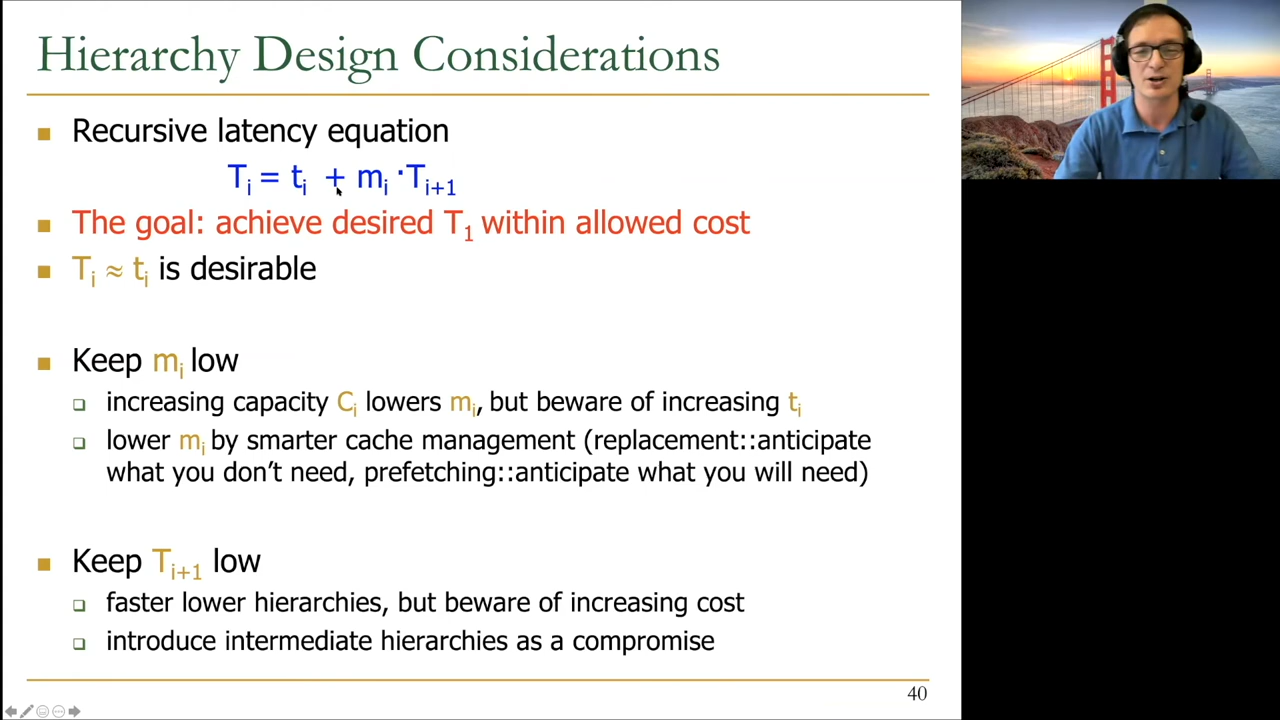 Hierarchy Design Considerations
Recursive latency equation
Tᵢ = tᵢ + mᵢ ·Tᵢ₊₁
The goal: achieve desired T₁ within allowed cost
Tᵢ ≈ tᵢ is desirable
Keep mᵢ low
increasing capacity Cᵢ lowers mᵢ, but beware of increasing tᵢ
lower mᵢ by smarter cache management (replacement::anticipate
what you don't need, prefetching::anticipate what you will need)
Keep Tᵢ₊₁ low
faster lower hierarchies, but beware of increasing cost
introduce intermediate hierarchies as a compromise
40